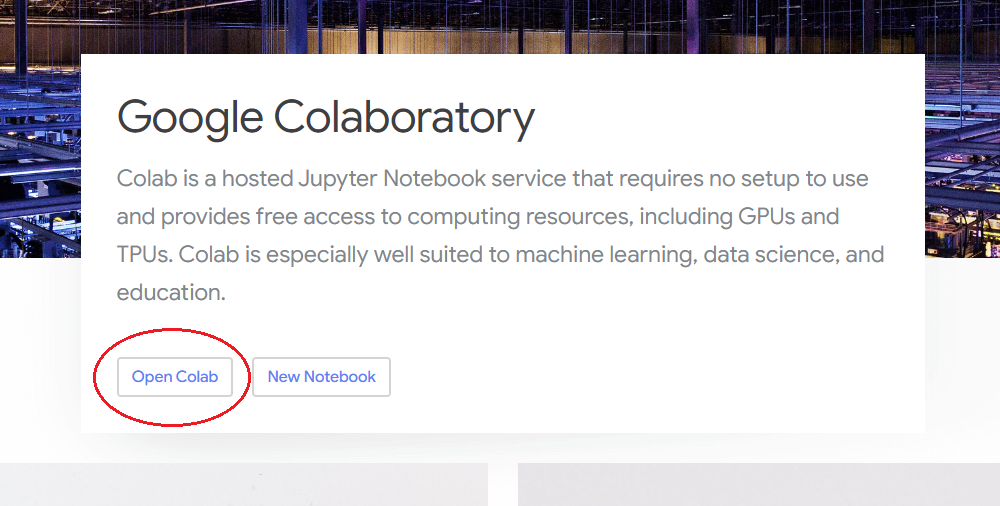 Google Colaboratory
Colab is a hosted Jupyter Notebook service that requires no setup to use
and provides free access to computing resources, including GPUs and
TPUs. Colab is especially well suited to machine learning, data science, and
education.
Open Colab New Notebook